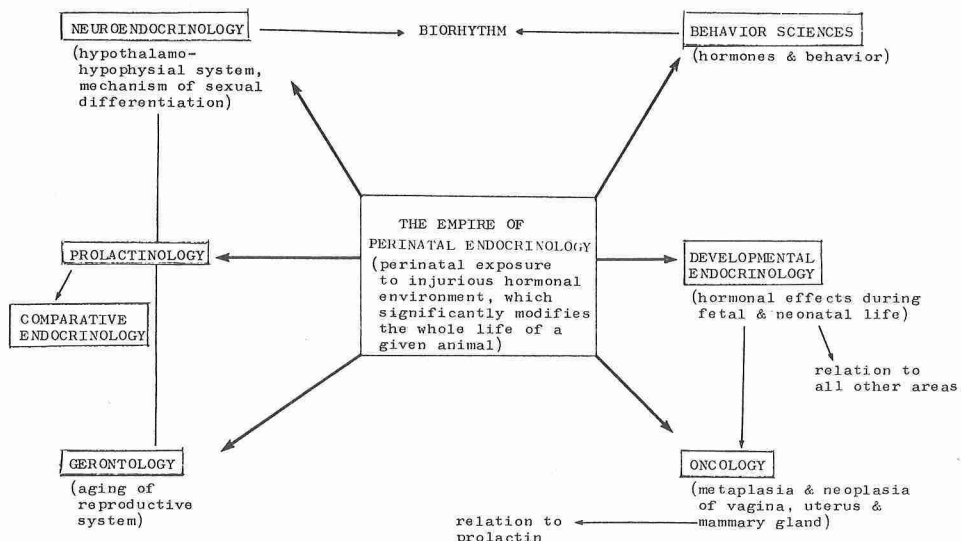 NEUROENDOCRINOLOGY
(hypothalamo-
hypophysial system,
mechanism of sexual
differentiation)
BIORHYTHM
BEHAVIOR SCIENCES
(hormones & behavior)
THE EMPIRE OF
PERINATAL ENDOCRINOLOGY
(perinatal exposure
to injurious hormonal
environment, which
significantly modifies
the whole life of a
given animal)
PROLACTINOLOGY
COMPARATIVE
ENDOCRINOLOGY
DEVELOPMENTAL
ENDOCRINOLOGY
(hormonal effects during
fetal & neonatal life)
relation to
all other areas
GERONTOLOGY
(aging of
reproductive
system)
ONCOLOGY
(metaplasia & neoplasia
of vagina, uterus &
mammary gland)
relation to
prolactin